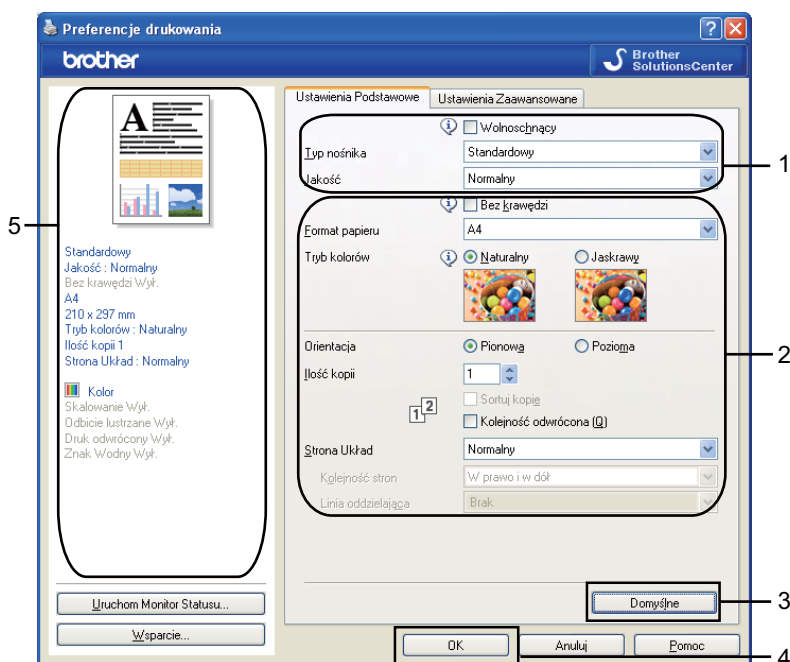 Preferencje drukowania
brother
Brother
SolutionsCenter
Ustawienia Podstawowe
Ustawienia Zaawansowane
A
Wolnoschnący
Typ nośnika
Standardowy
Jakość
Normalny
1
Bez krawędzi
Format papieru
A4
Tryb kolorów
Naturalny
Jaskrawy
Orientacja
Pionowa
Pozioma
Ilość kopii
1
Sortuj kopię
12
Kolejność odwrócona (Q)
Strona Układ
Normalny
Kolejność stron
W prawo i w dół
Linia oddzielająca
Brak
2
5
Standardowy
Jakość : Normalny
Bez krawędzi Wył.
A4
210 x 297 mm
Tryb kolorów : Naturalny
Ilość kopii 1
Strona Układ : Normalny
Kolor
Skalowanie Wył.
Odbicie lustrzane Wył.
Druk odwrócony Wył.
Znak Wodny Wył.
Uruchom Monitor Statusu...
Wsparcie...
Domyślne
3
OK
Anuluj
Pomoc
4